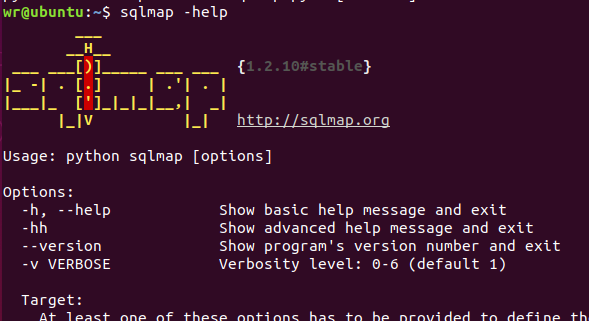 wr@ubuntu:~$ sqlmap -help
        ___
       __H__
 ___ ___[)]_____ ___ ___  {1.2.10#stable}
|_ -| . [.]     | .'| . |
|___|_  [']_|_|_|__,|  _|
      |_|V          |_|   http://sqlmap.org
Usage: python sqlmap [options]
Options:
  -h, --help            Show basic help message and exit
  -hh                   Show advanced help message and exit
  --version             Show program's version number and exit
  -v VERBOSE            Verbosity level: 0-6 (default 1)
  Target:
    At least one of these options has to be provided to define